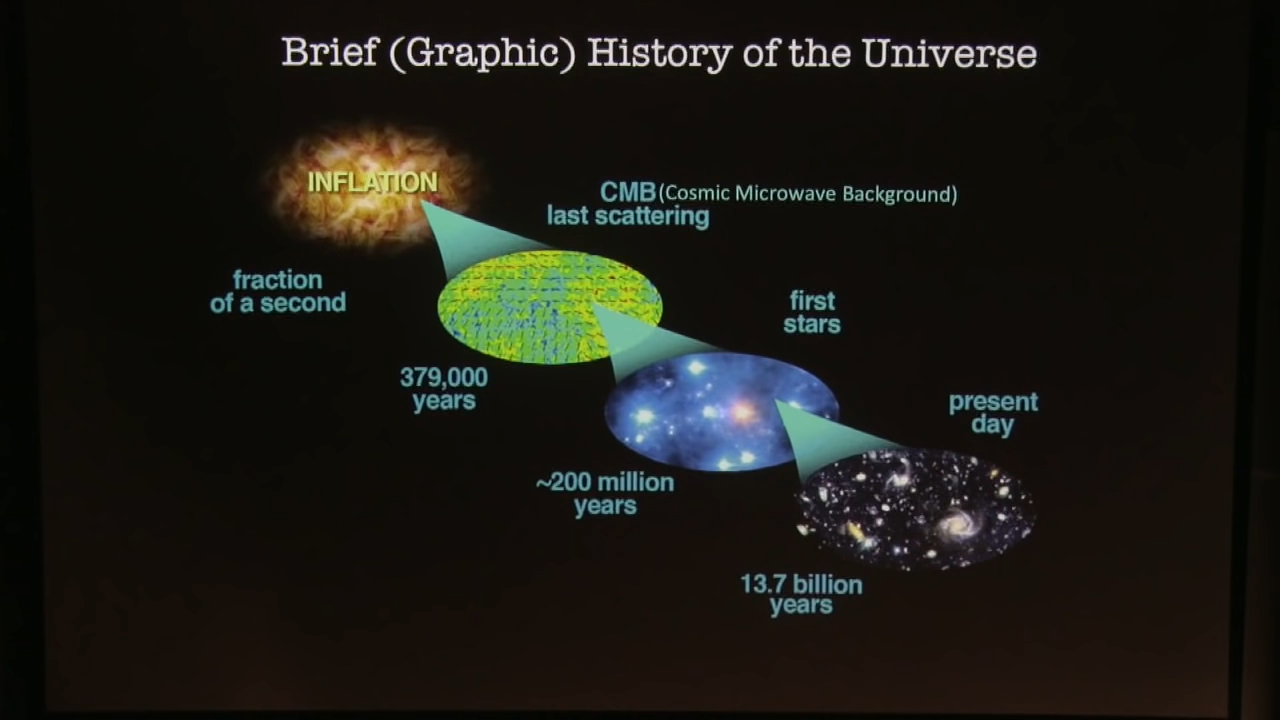 Brief (Graphic) History of the Universe
INFLATION
fraction
of a second
CMB (Cosmic Microwave Background)
last scattering
379,000
years
first
stars
~200 million
years
present
day
13.7 billion
years